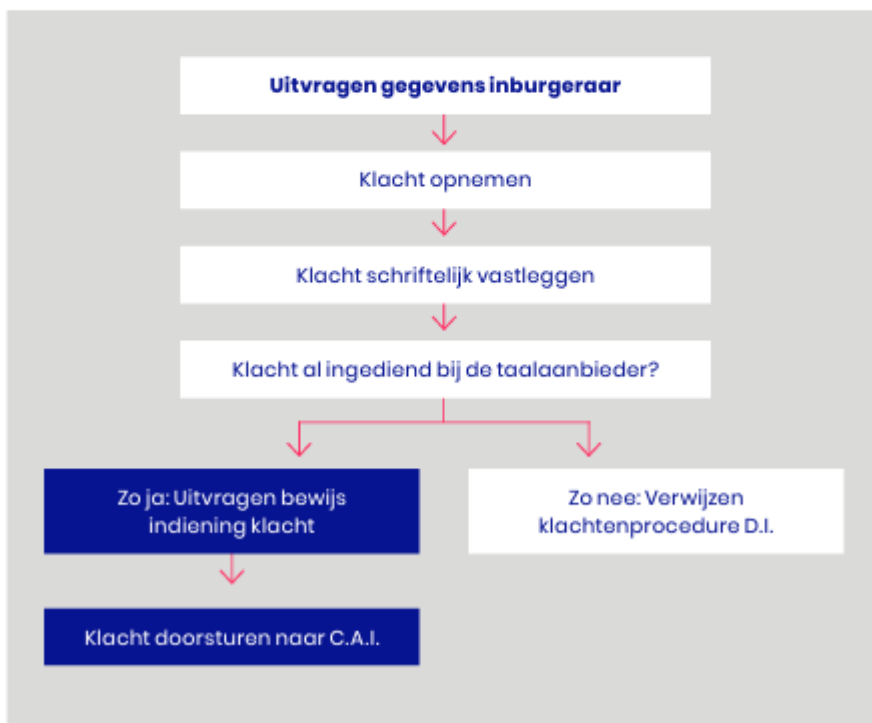 Uitvragen gegevens inburgeraar
Klacht opnemen
Klacht schriftelijk vastleggen
Klacht al ingediend bij de taalaanbieder?
Zo ja: Uitvragen bewijs
indiening klacht
Zo nee: Verwijzen
klachtenprocedure D.I.
Klacht doorsturen naar C.A.I.